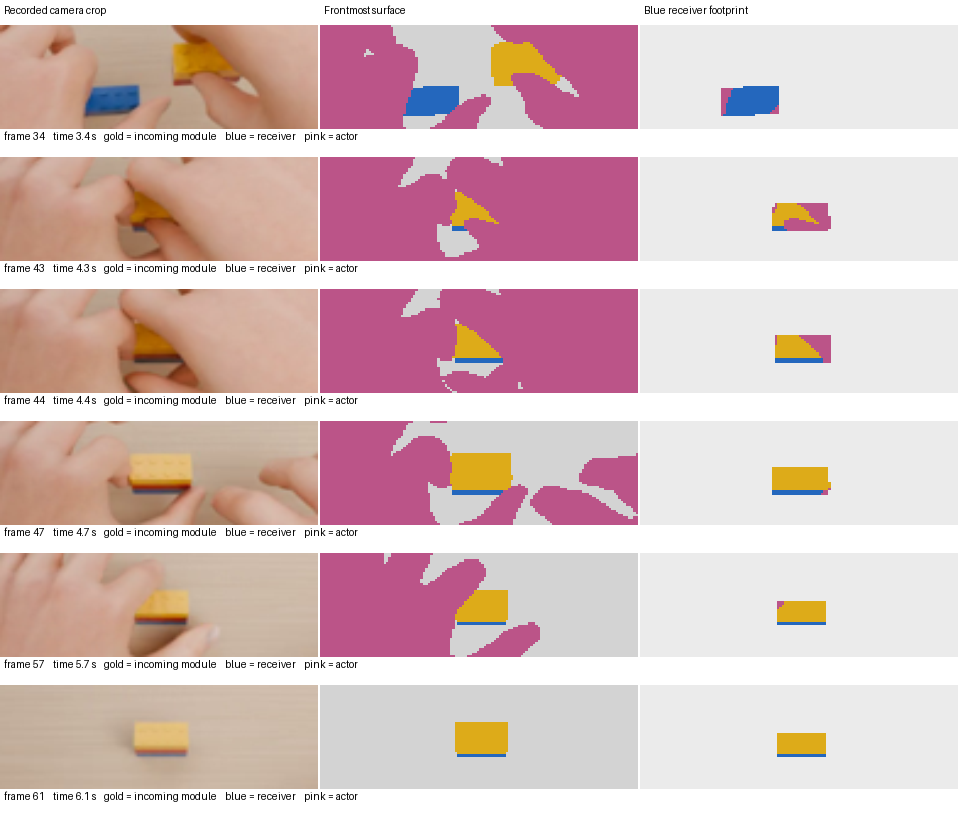 Recorded camera crop Frontmost surface Blue receiver footprint
frame 34 time 3.4 s gold = incoming module blue = receiver pink = actor
frame 43 time 4.3 s gold = incoming module blue = receiver pink = actor
frame 44 time 4.4 s gold = incoming module blue = receiver pink = actor
frame 47 time 4.7 s gold = incoming module blue = receiver pink = actor
frame 57 time 5.7 s gold = incoming module blue = receiver pink = actor
frame 61 time 6.1 s gold = incoming module blue = receiver pink = actor